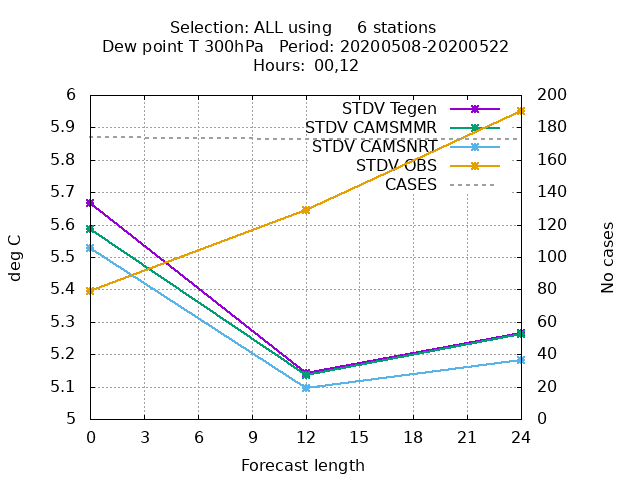 Selection: ALL using 6 stations
Dew point T 300hPa Period: 20200508-20200522
Hours: 00,12
STDV Tegen
STDV CAMSMMR
STDV CAMSNRT
STDV OBS
CASES
6
5.9
5.8
5.7
5.6
5.5
5.4
5.3
5.2
5.1
5
200
180
160
140
120
100
80
60
40
20
0
deg C
No cases
0 3 6 9 12 15 18 21 24
Forecast length